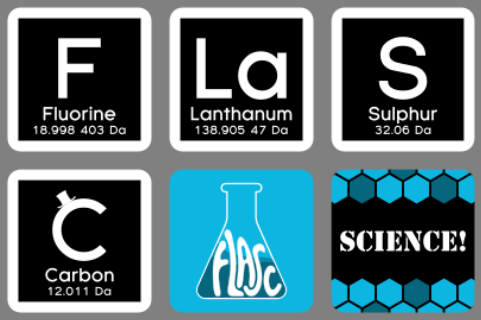 F
Fluorine
18.998 403 Da
La
Lanthanum
138.905 47 Da
S
Sulphur
32.06 Da
C
Carbon
12.011 Da
FLASC
SCIENCE!